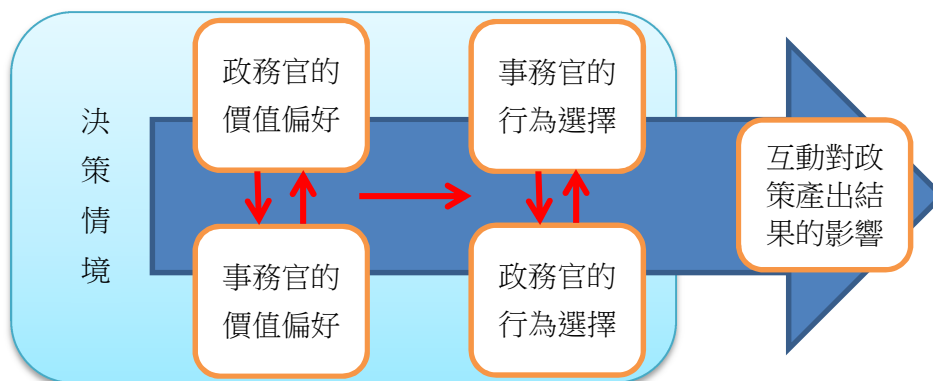 決
策
情
境
政務官的
價值偏好
事務官的
價值偏好
事務官的
行為選擇
政務官的
行為選擇
互動對政
策產出結
果的影響